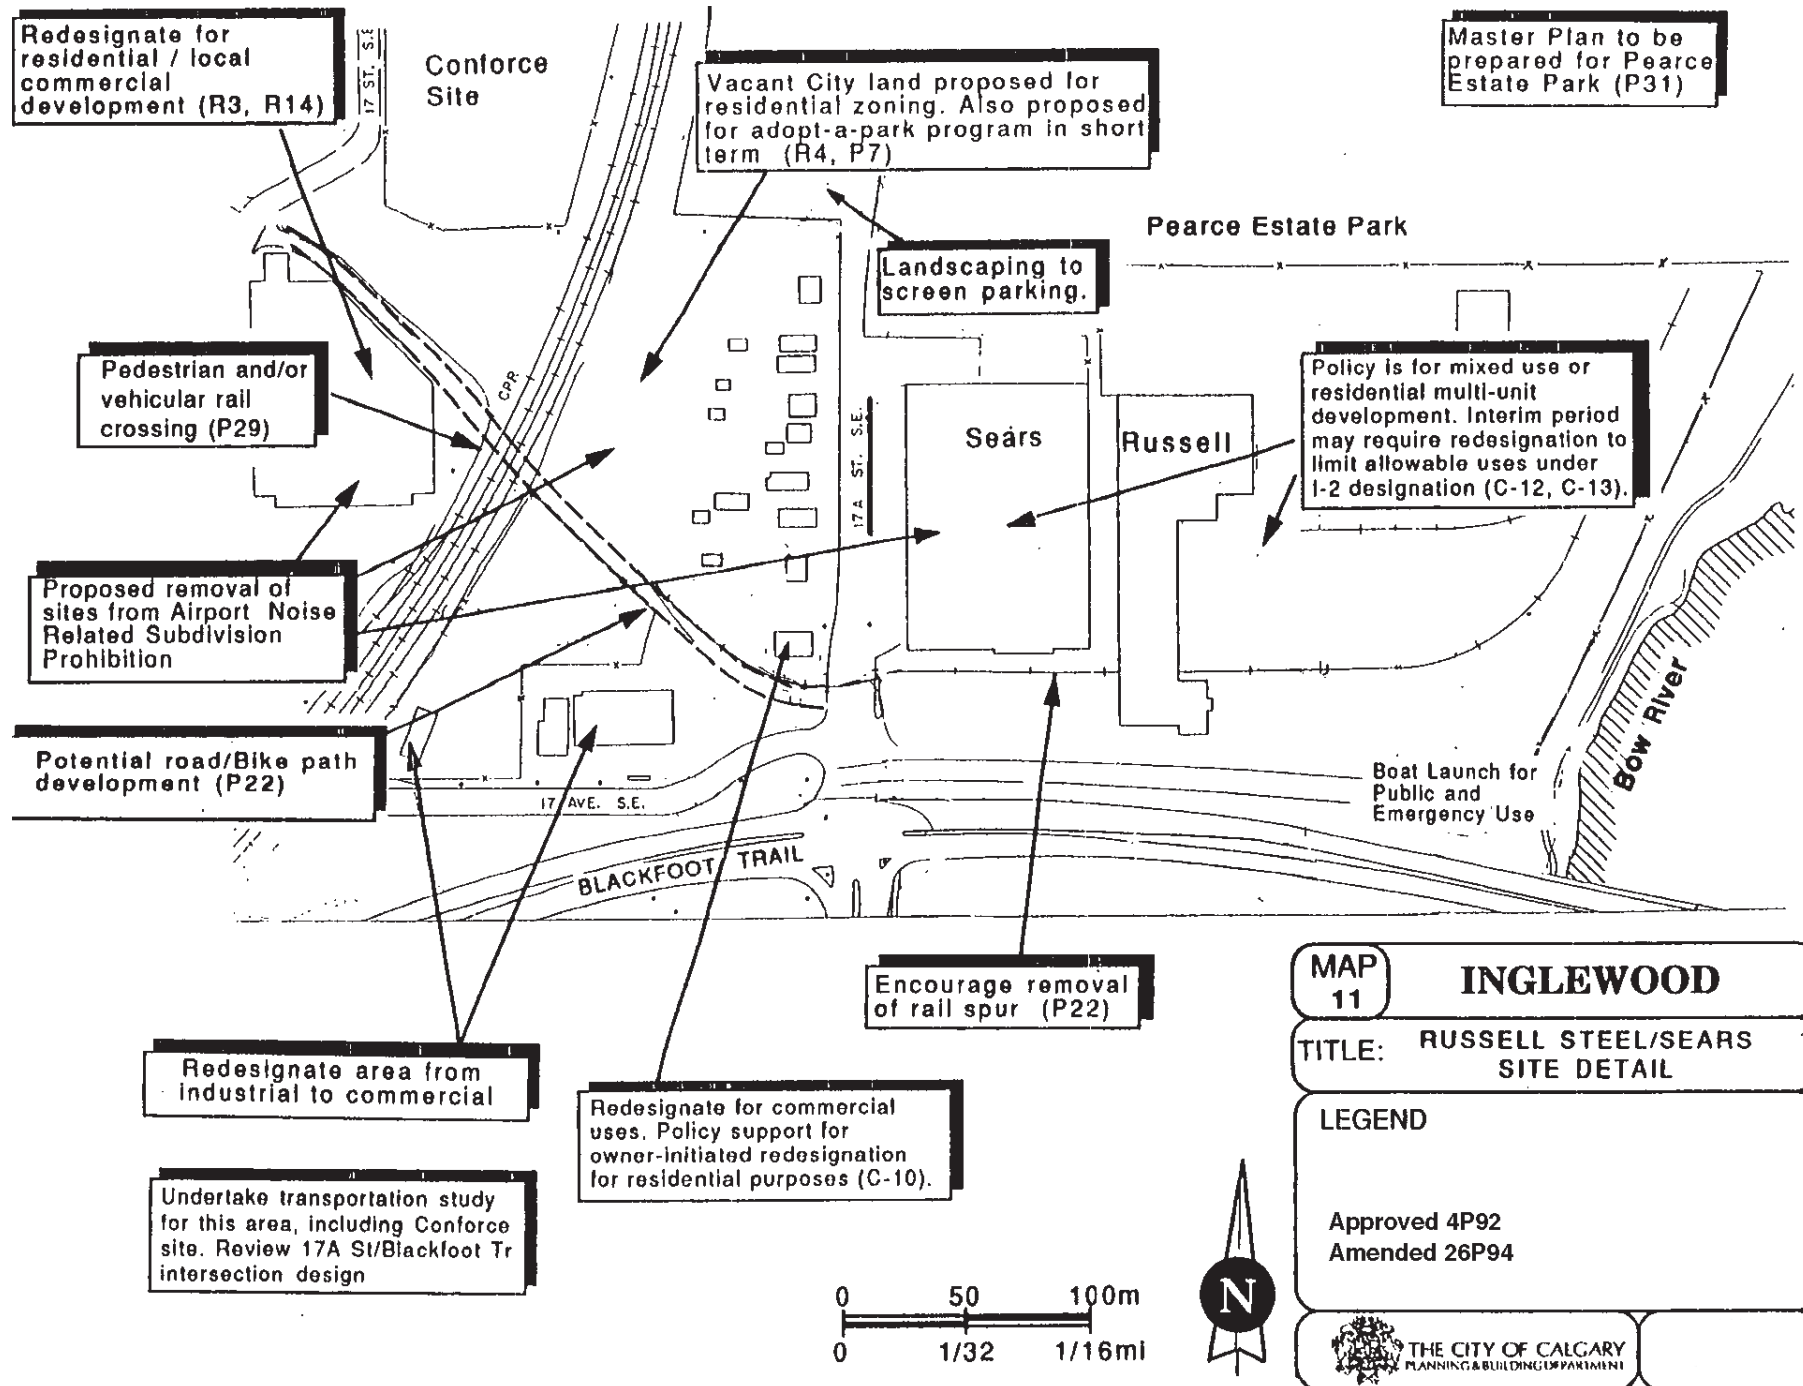 Redesignate for
residential / local
commercial
development (R3, R14)
17 ST. S.E
Conforce
Site
Vacant City land proposed for
residential zoning. Also proposed
for adopt-a-park program in short
term (R4, P7)
Master Plan to be
prepared for Pearce
Estate Park (P31)
Pearce Estate Park
Landscaping to
screen parking.
Pedestrian and/or
vehicular rail
crossing (P29)
CPR
17A ST. S.E.
Sears
Russell
Policy is for mixed use or
residential multi-unit
development. Interim period
may require redesignation to
limit allowable uses under
I-2 designation (C-12, C-13).
Proposed removal of
sites from Airport Noise
Related Subdivision
Prohibition
Potential road/Bike path
development (P22)
17 AVE. S.E.
BLACKFOOT TRAIL
Boat Launch for
Public and
Emergency Use
Bow River
Encourage removal
of rail spur (P22)
Redesignate area from
industrial to commercial
Redesignate for commercial
uses. Policy support for
owner-initiated redesignation
for residential purposes (C-10).
Undertake transportation study
for this area, including Conforce
site. Review 17A St/Blackfoot Tr
intersection design
0 50 100m
0 1/32 1/16mi
N
MAP
11
INGLEWOOD
TITLE: RUSSELL STEEL/SEARS
SITE DETAIL
LEGEND
Approved 4P92
Amended 26P94
THE CITY OF CALGARY
PLANNING & BUILDING DEPARTMENT